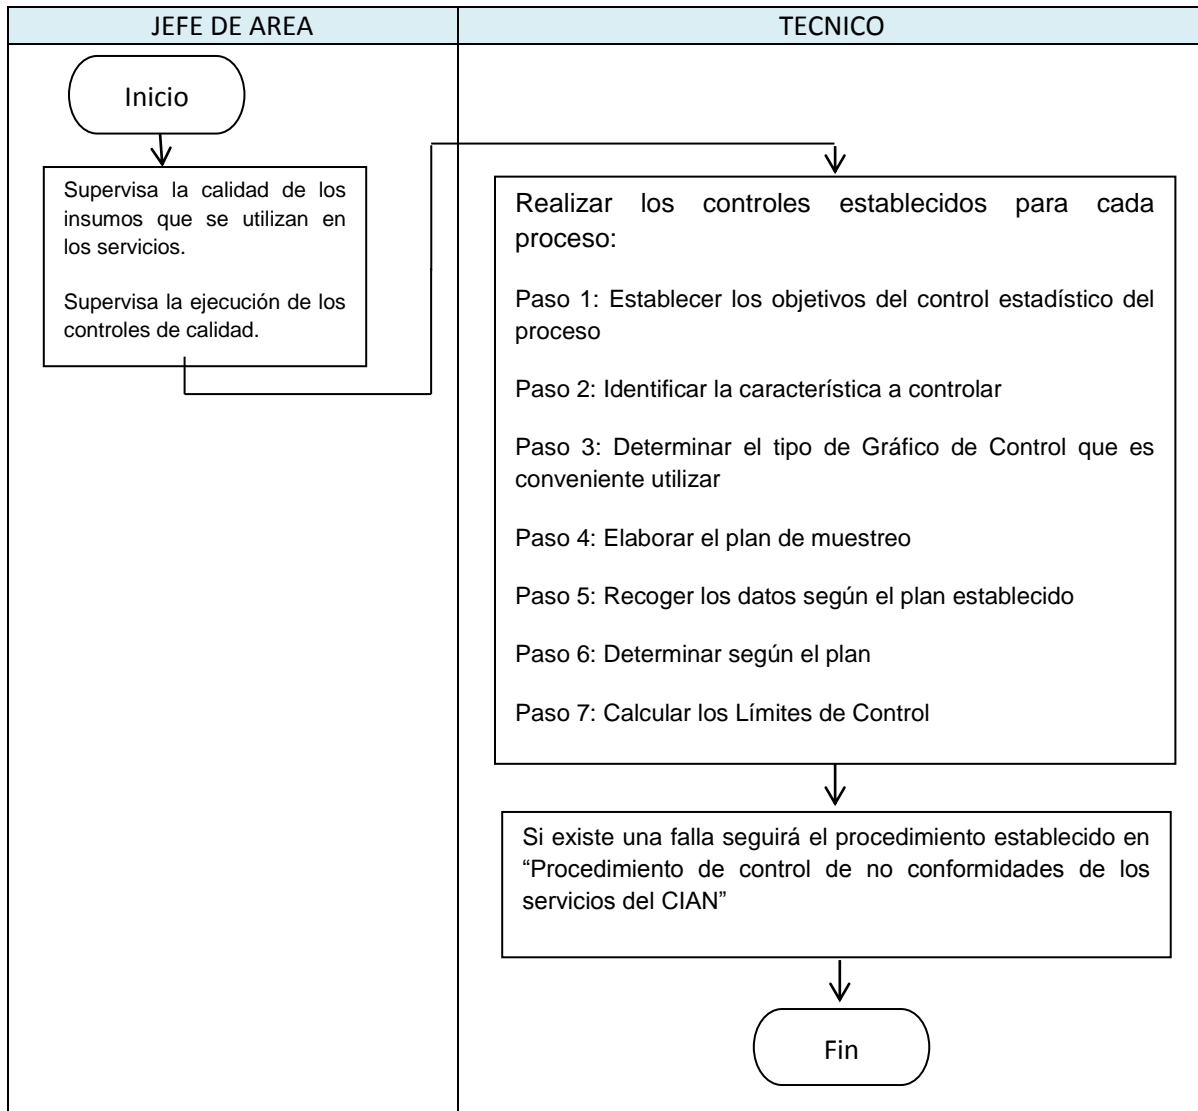 JEFE DE AREA
TECNICO
Inicio
Supervisa la calidad de los
insumos que se utilizan en
los servicios.
Supervisa la ejecución de los
controles de calidad.
Realizar los controles establecidos para cada
proceso:
Paso 1: Establecer los objetivos del control estadístico del
proceso
Paso 2: Identificar la característica a controlar
Paso 3: Determinar el tipo de Gráfico de Control que es
conveniente utilizar
Paso 4: Elaborar el plan de muestreo
Paso 5: Recoger los datos según el plan establecido
Paso 6: Determinar según el plan
Paso 7: Calcular los Límites de Control
Si existe una falla seguirá el procedimiento establecido en
“Procedimiento de control de no conformidades de los
servicios del CIAN”
Fin